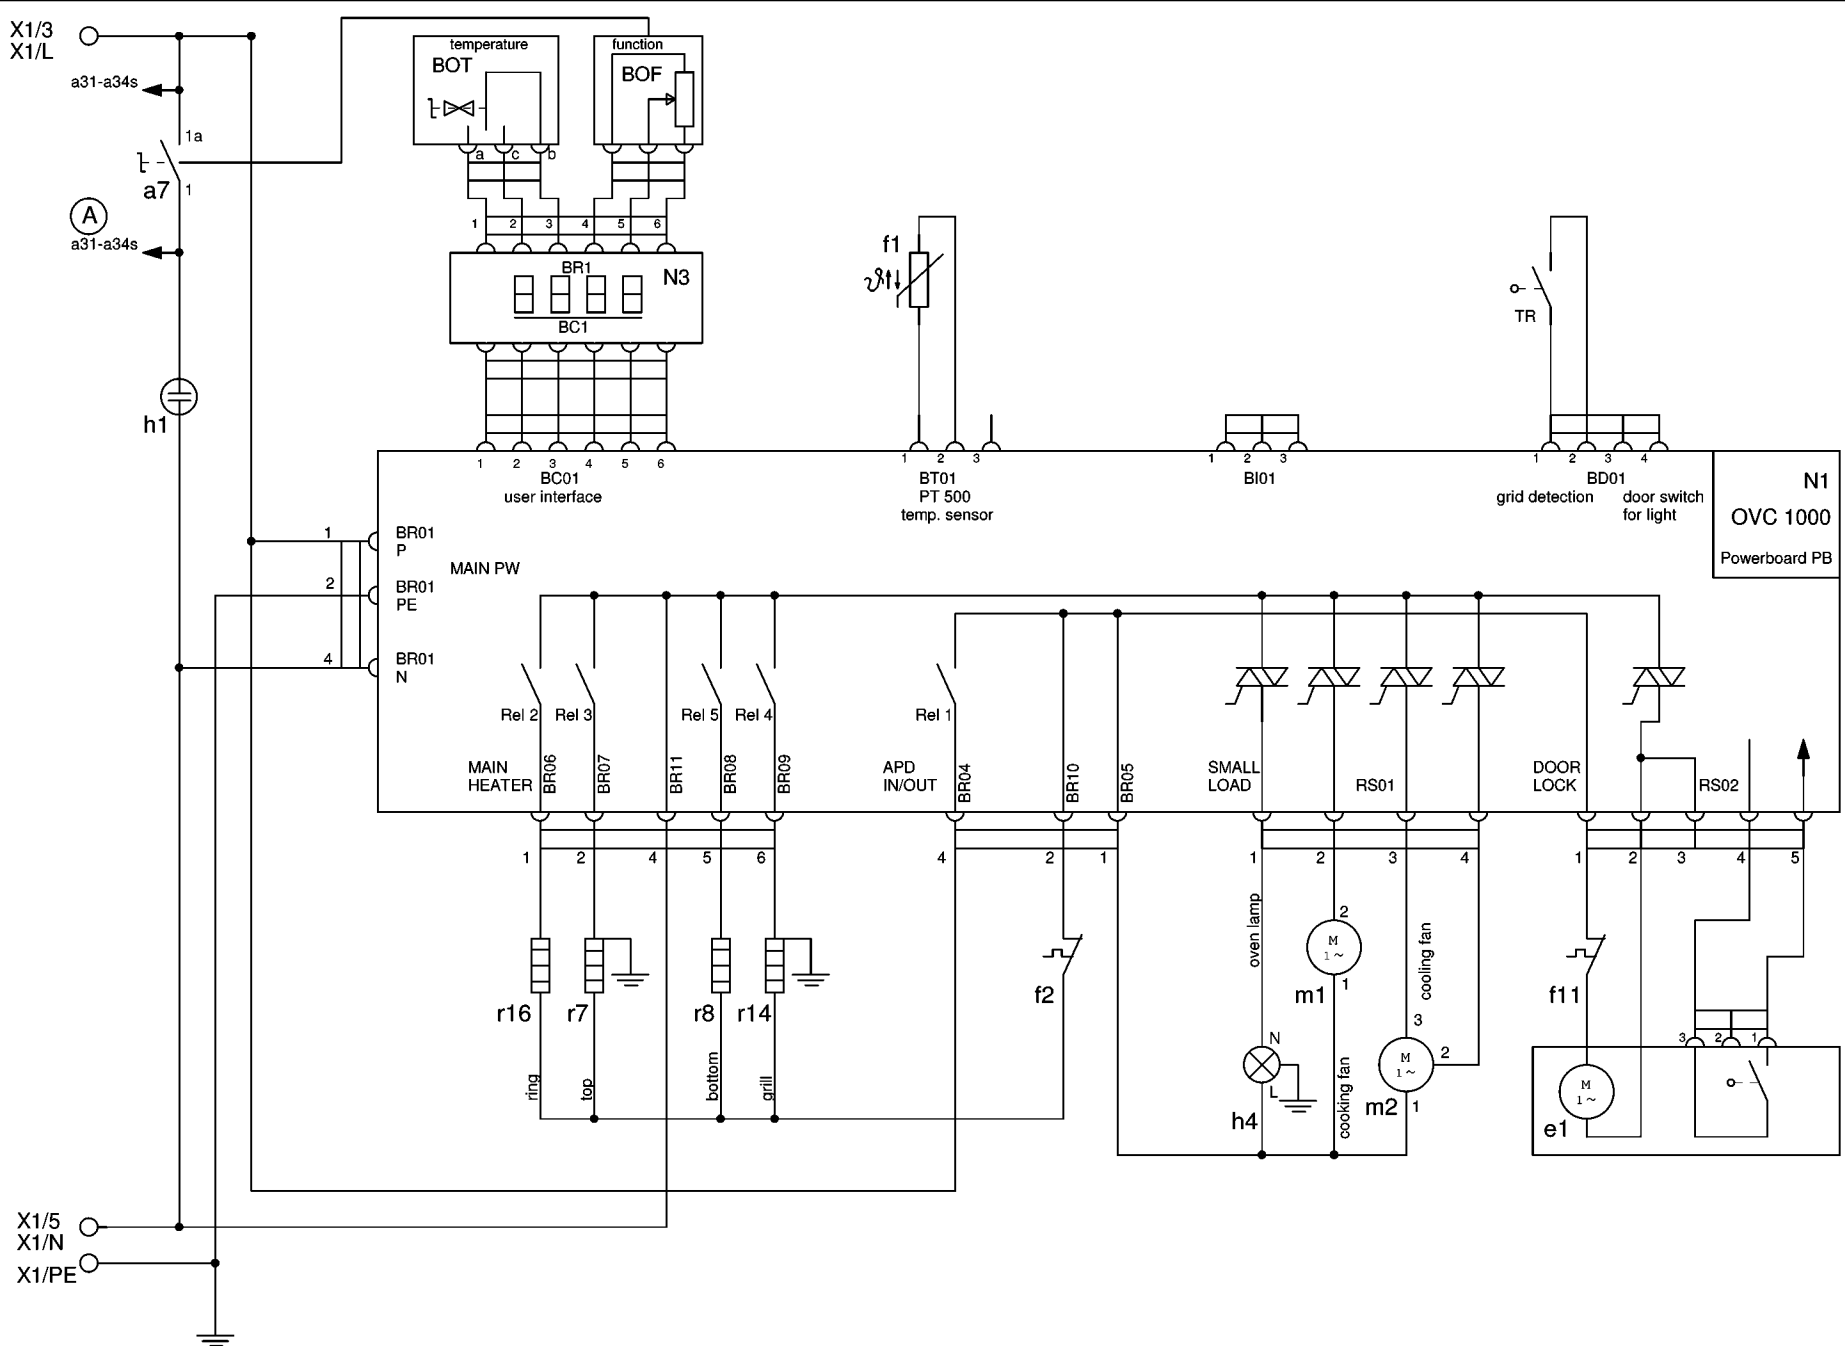 X1/3
X1/L
a31-a34s
1a
a7
1
A
a31-a34s
h1
temperature
BOT
a c b
function
BOF
1 2 3 4 5 6
BR1
N3
BC1
f1
TR
1 2 3 4 5 6
BC01
user interface
1 2 3
BT01
PT 500
temp. sensor
1 2 3
BI01
1 2 3 4
BD01
grid detection
door switch
for light
N1
OVC 1000
Powerboard PB
1
BR01
P
MAIN PW
2
BR01
PE
4
BR01
N
Rel 2
Rel 3
Rel 5
Rel 4
Rel 1
MAIN
HEATER
BR06
BR07
BR11
BR08
BR09
APD
IN/OUT
BR04
BR10
BR05
SMALL
LOAD
RS01
DOOR
LOCK
RS02
1 2 4 5 6
4 2 1
1 2 3 4
1 2 3 4 5
r16
r7
r8
r14
ring
top
bottom
grill
f2
oven lamp
N
L
h4
2
M
1~
1
m1
cooking fan
cooling fan
3
M
1~
2
1
m2
f11
3 2 1
M
1~
e1
X1/5
X1/N
X1/PE